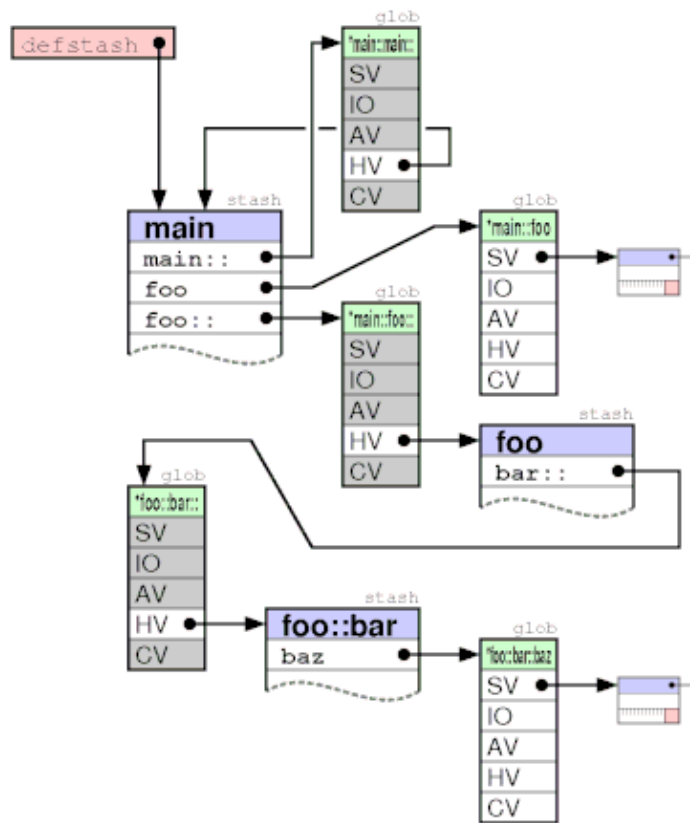 glob
defstash
*main::main::
SV
IO
AV
HV
CV
stash
main
main::
foo
foo::
glob
*main::foo
SV
IO
AV
HV
CV
glob
*main::foo::
SV
IO
AV
HV
CV
stash
foo
bar::
glob
*foo::bar::
SV
IO
AV
HV
CV
stash
foo::bar
baz
glob
*foo::bar::baz
SV
IO
AV
HV
CV